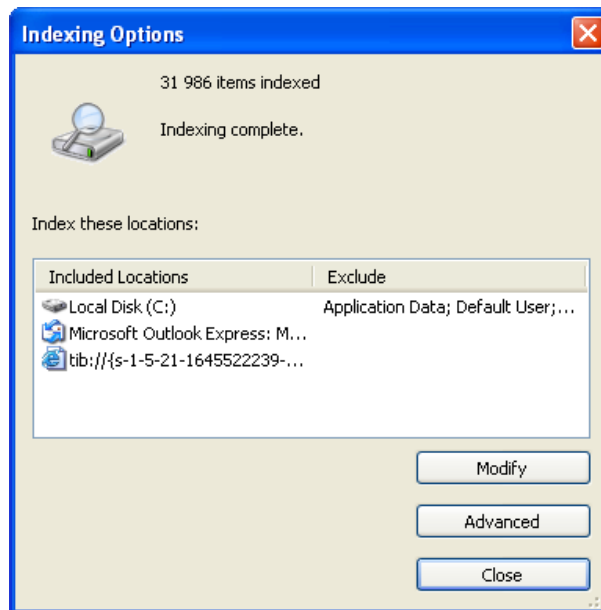 Indexing Options
31 986 items indexed
Indexing complete.
Index these locations:
Included Locations Exclude
Local Disk (C:) Application Data; Default User;...
Microsoft Outlook Express: M...
tib://{s-1-5-21-1645522239-...
Modify
Advanced
Close